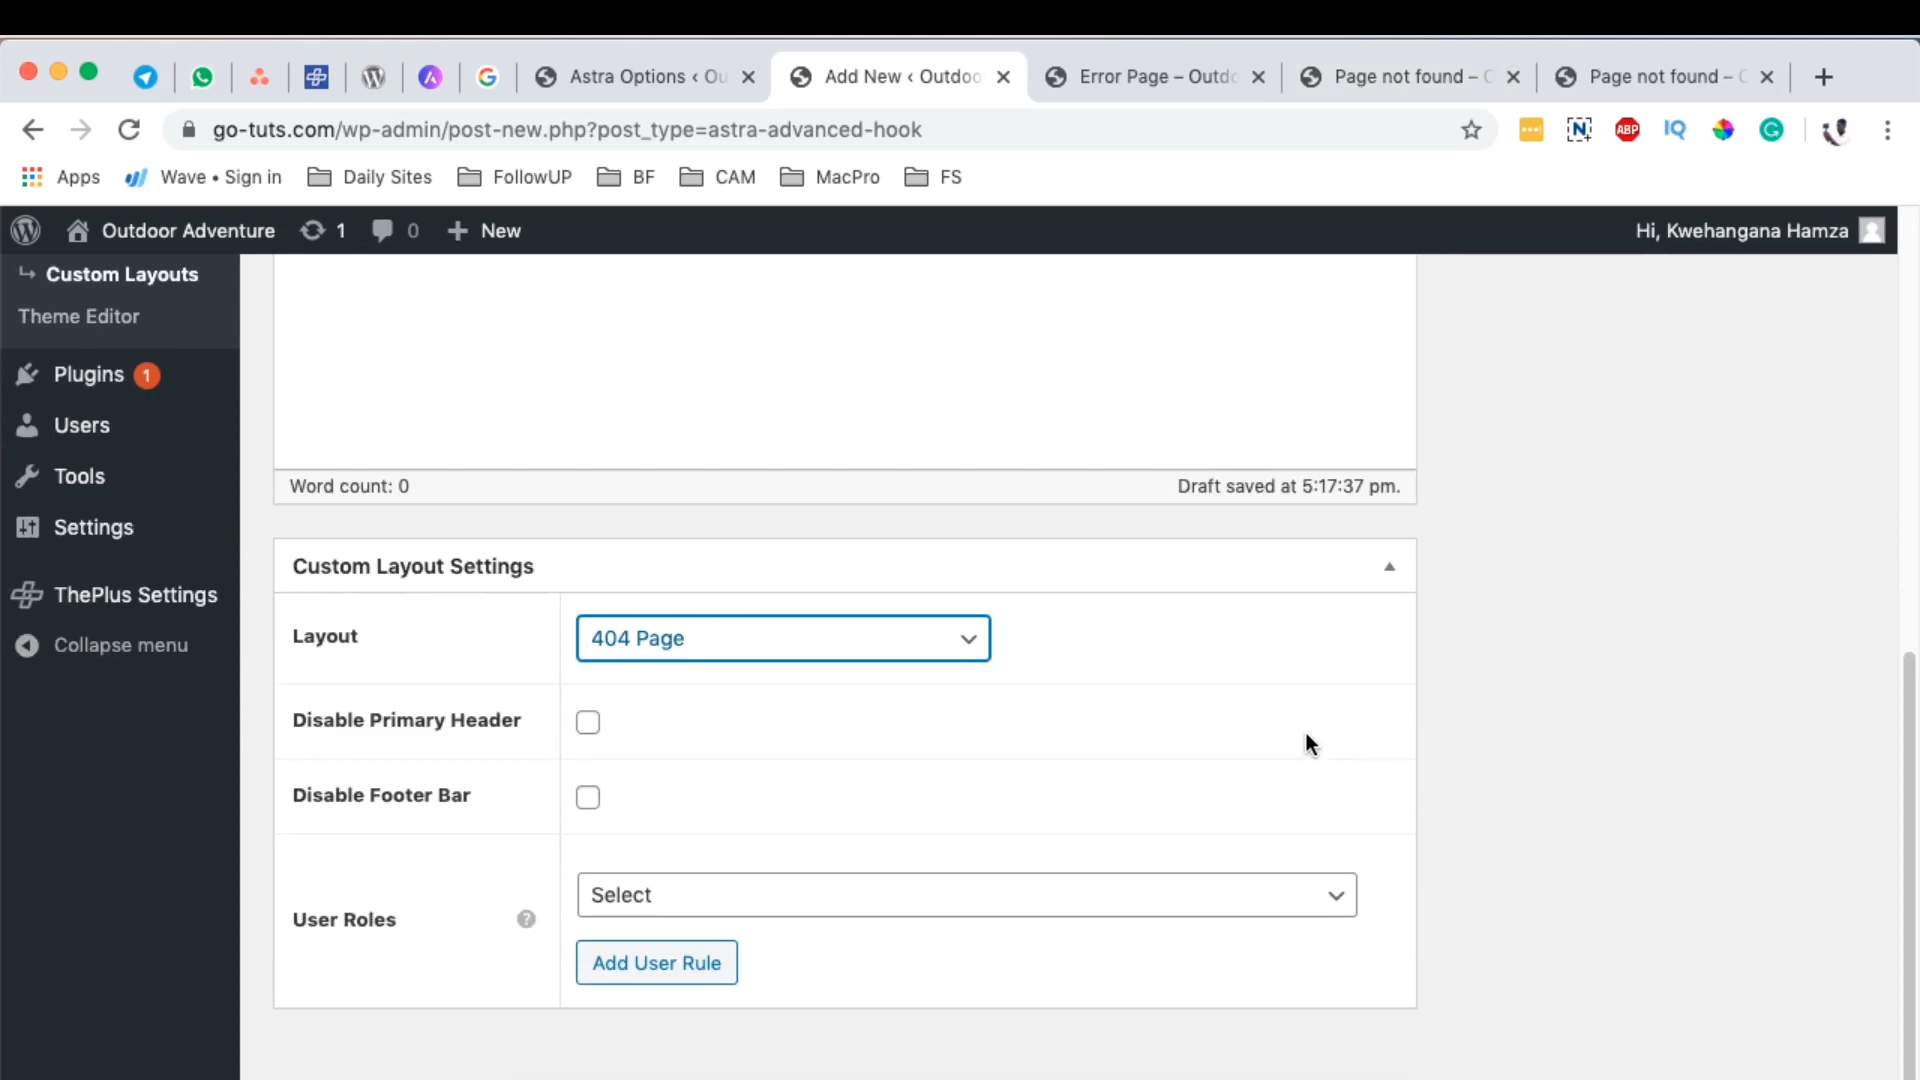 Astra Options ‹ Ou
Add New ‹ Outdoo
Error Page – Outdo
Page not found – C
Page not found – C
go-tuts.com/wp-admin/post-new.php?post_type=astra-advanced-hook
ABP
IQ
Apps
Wave • Sign in
Daily Sites
FollowUP
BF
CAM
MacPro
FS
Outdoor Adventure
1
0
New
Hi, Kwehangana Hamza
Custom Layouts
Theme Editor
Plugins 1
Users
Tools
Settings
ThePlus Settings
Collapse menu
Word count: 0
Draft saved at 5:17:37 pm.
Custom Layout Settings
Layout
404 Page
Disable Primary Header
Disable Footer Bar
User Roles
?
Select
Add User Rule